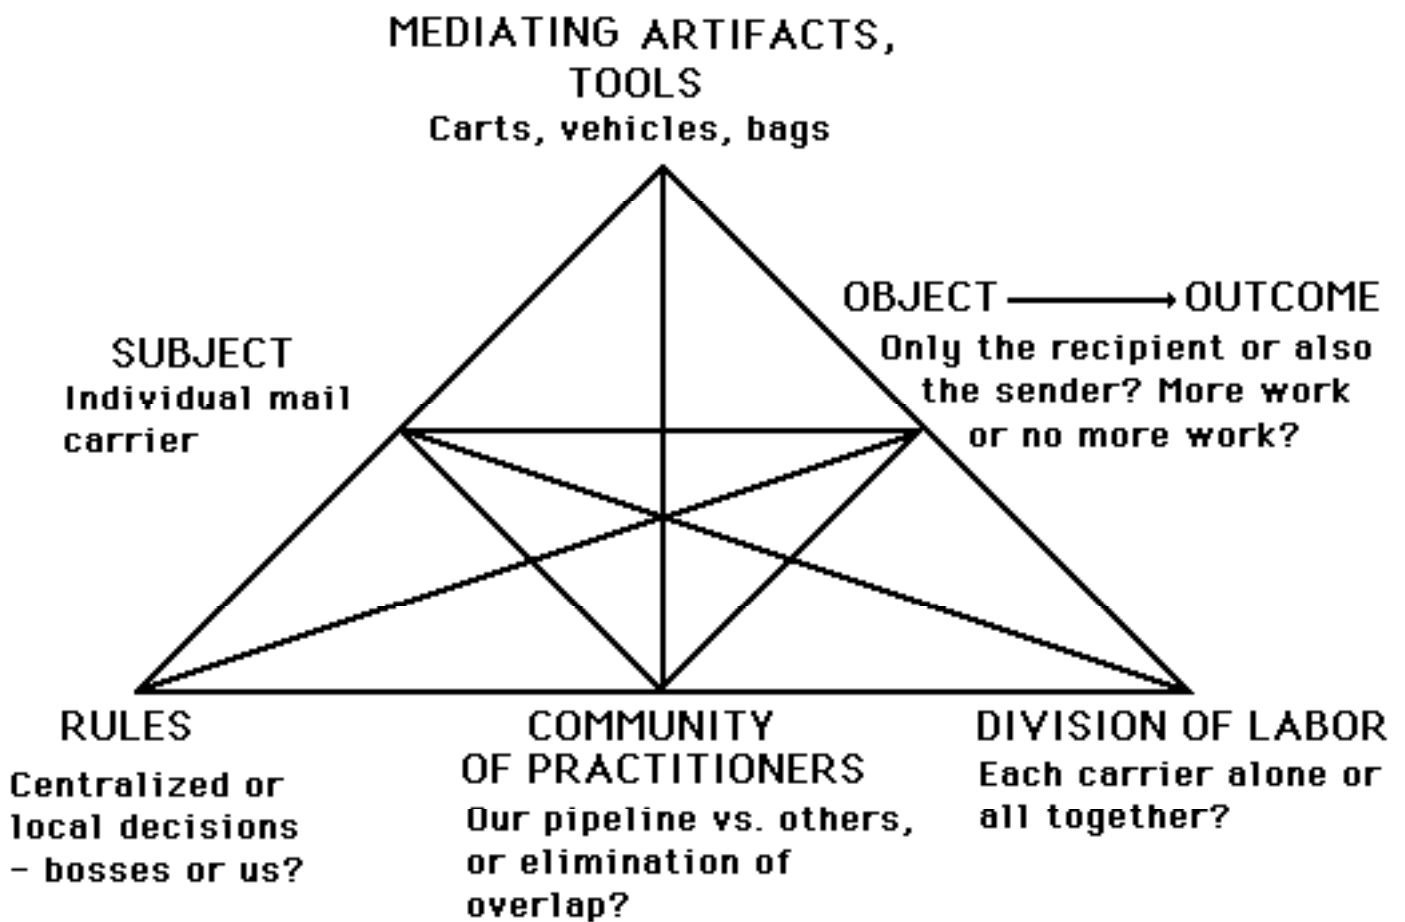 MEDIATING ARTIFACTS,
TOOLS
Carts, vehicles, bags
OBJECT OUTCOME
Only the recipient or also
the sender? More work
or no more work?
SUBJECT
Individual mail
carrier
RULES
Centralized or
local decisions
– bosses or us?
COMMUNITY
OF PRACTITIONERS
Our pipeline vs. others,
or elimination of
overlap?
DIVISION OF LABOR
Each carrier alone or
all together?